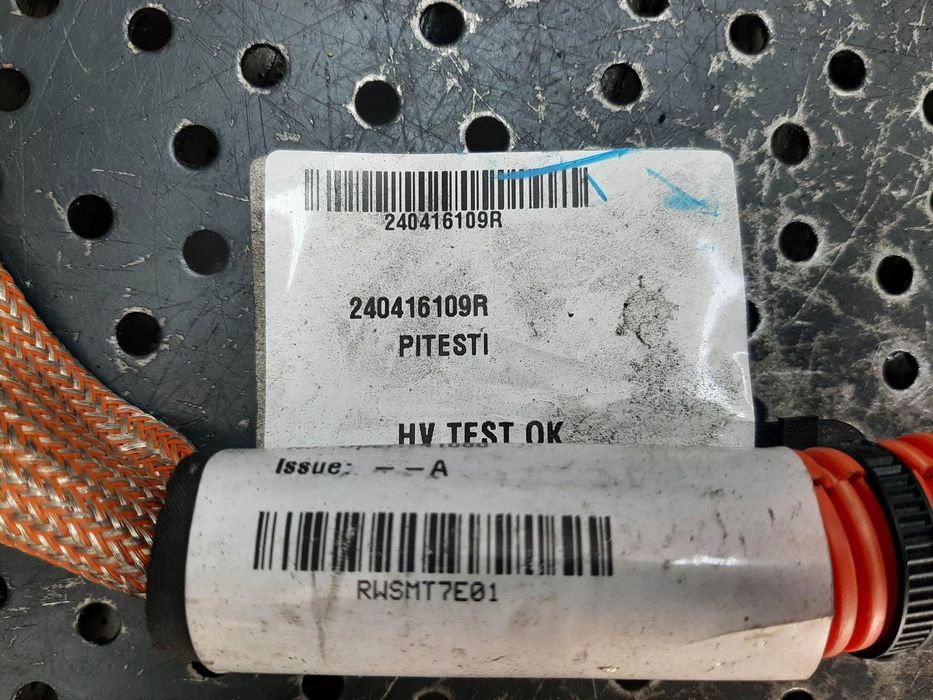 240416109R
240416109R
PITESTI
HV TEST OK
Issue: - - A
RWSMT7E01